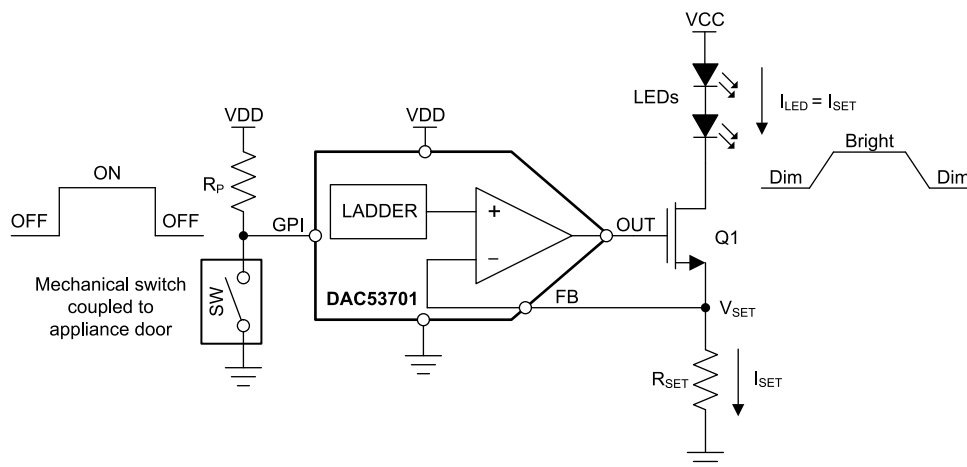 VCC
LEDs
I_LED = I_SET
Bright
Dim
Dim
VDD
VDD
R_P
ON
OFF
OFF
GPI
LADDER
+
−
OUT
Q1
DAC53701
FB
V_SET
Mechanical switch
coupled to
appliance door
SW
R_SET
I_SET